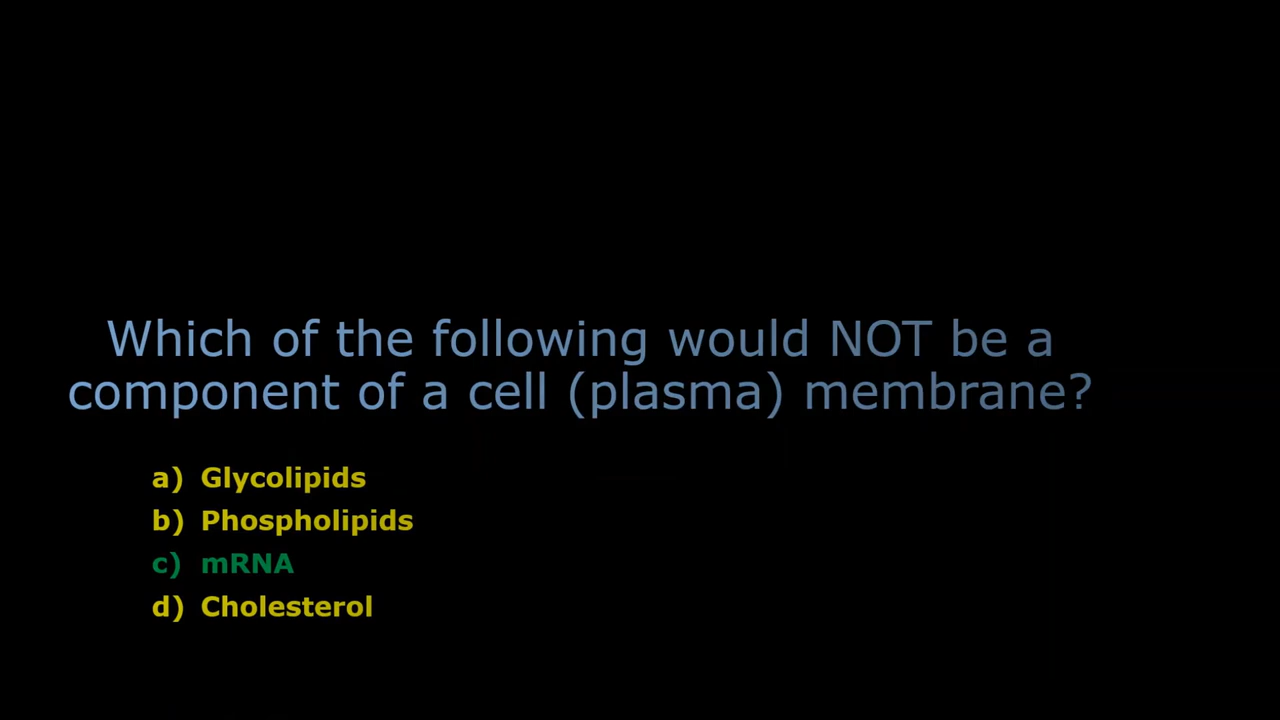 Which of the following would NOT be a
component of a cell (plasma) membrane?
a) Glycolipids
b) Phospholipids
c) mRNA
d) Cholesterol